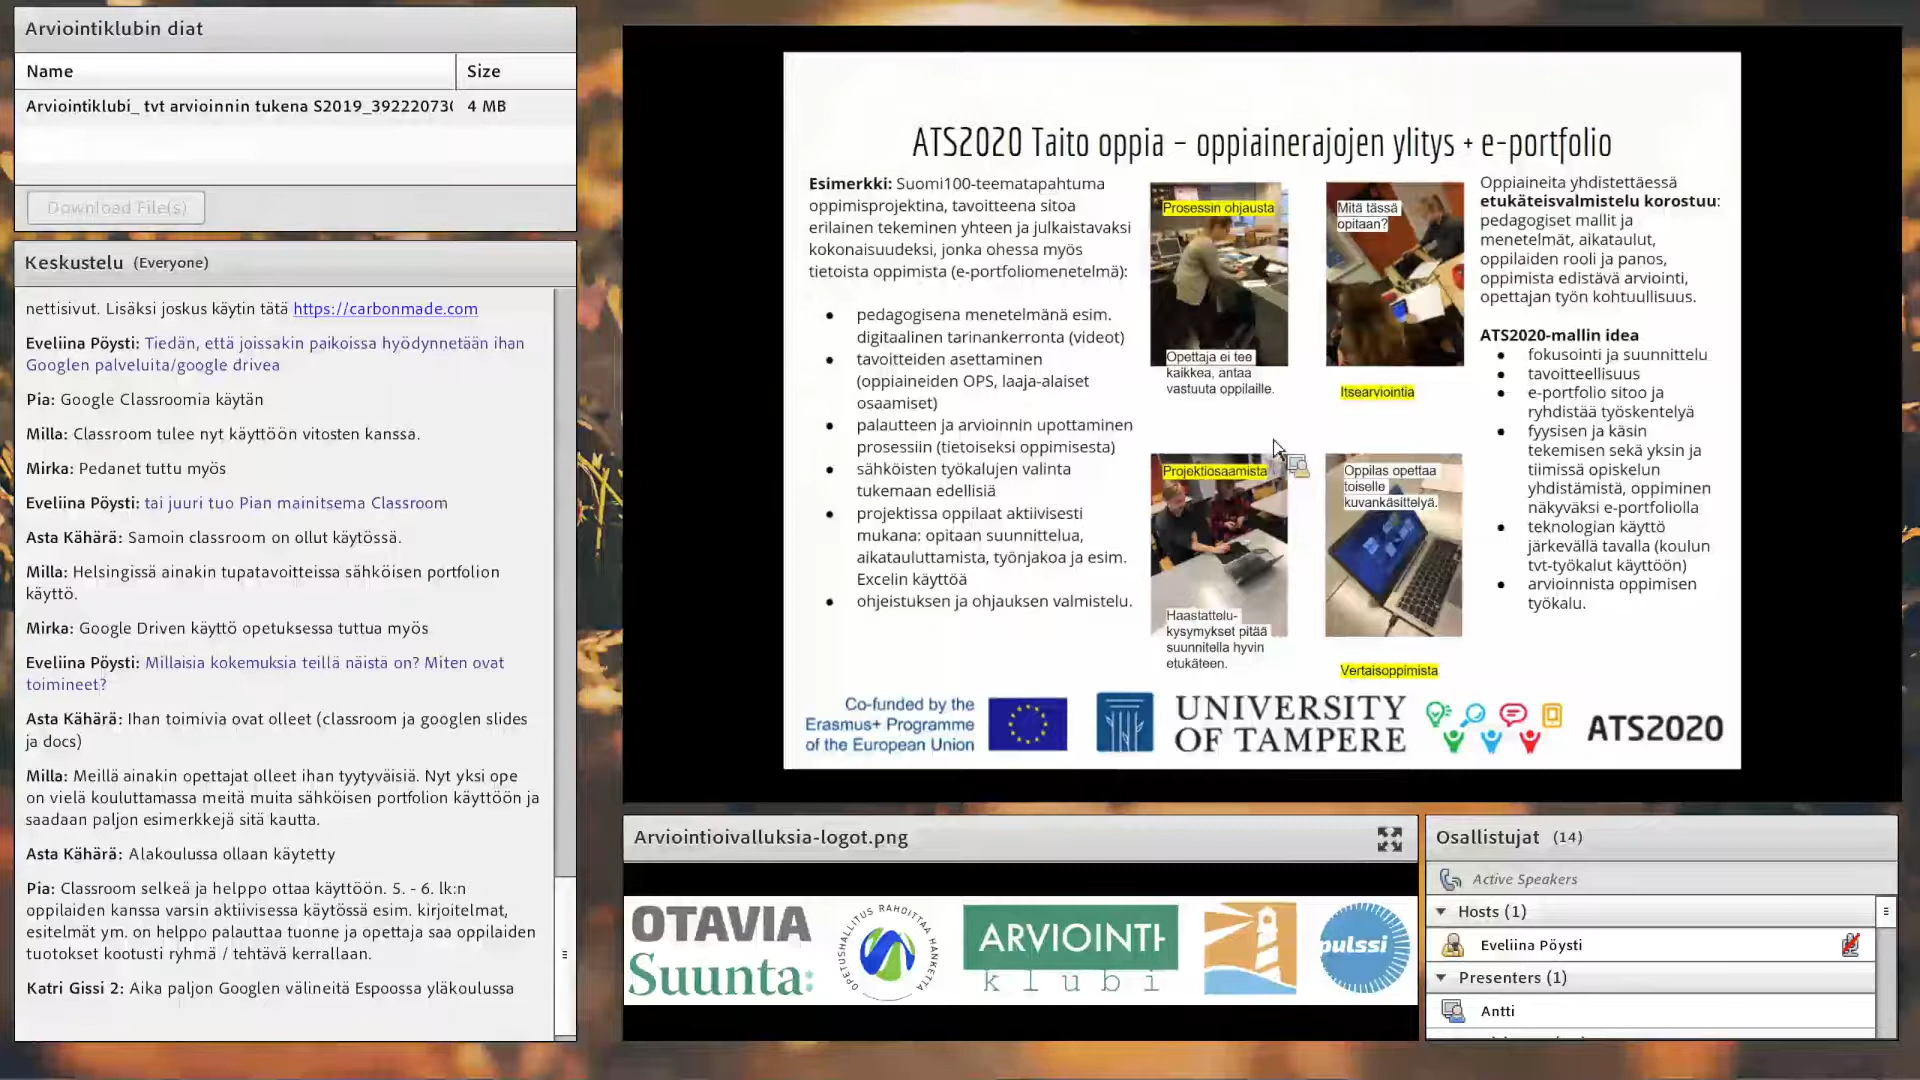 Arviointiklubin diat
Name
Size
Arviointiklubi_ tvt arvioinnin tukena S2019_39222073
4 MB
Download File(s)
Keskustelu (Everyone)
nettisivut. Lisäksi joskus käytin tätä https://carbonmade.com
Eveliina Pöysti: Tiedän, että joissakin paikoissa hyödynnetään ihan
Googlen palveluita/google drivea
Pia: Google Classroomia käytän
Milla: Classroom tulee nyt käyttöön vitosten kanssa.
Mirka: Pedanet tuttu myös
Eveliina Pöysti: tai juuri tuo Pian mainitsema Classroom
Asta Kähärä: Samoin classroom on ollut käytössä.
Milla: Helsingissä ainakin tupatavoitteissa sähköisen portfolion
käyttö.
Mirka: Google Driven käyttö opetuksessa tuttua myös
Eveliina Pöysti: Millaisia kokemuksia teillä näistä on? Miten ovat
toimineet?
Asta Kähärä: Ihan toimivia ovat olleet (classroom ja googlen slides
ja docs)
Milla: Meillä ainakin opettajat olleet ihan tyytyväisiä. Nyt yksi ope
on vielä kouluttamassa meitä muita sähköisen portfolion käyttöön ja
saadaan paljon esimerkkejä sitä kautta.
Asta Kähärä: Alakoulussa ollaan käytetty
Pia: Classroom selkeä ja helppo ottaa käyttöön. 5. - 6. lk:n
oppilaiden kanssa varsin aktiivisessa käytössä esim. kirjoitelmat,
esitelmät ym. on helppo palauttaa tuonne ja opettaja saa oppilaiden
tuotokset kootusti ryhmä / tehtävä kerrallaan.
Katri Gissi 2: Aika paljon Googlen välineitä Espoossa yläkoulussa
ATS2020 Taito oppia – oppiainerajojen ylitys + e-portfolio
Esimerkki: Suomi100-teematapahtuma
oppimisprojektina, tavoitteena sitoa
erilainen tekeminen yhteen ja julkaistavaksi
kokonaisuudeksi, jonka ohessa myös
tietoista oppimista (e-portfoliomenetelmä):
● pedagogisena menetelmänä esim.
digitaalinen tarinankerronta (videot)
● tavoitteiden asettaminen
(oppiaineiden OPS, laaja-alaiset
osaamiset)
● palautteen ja arvioinnin upottaminen
prosessiin (tietoiseksi oppimisesta)
● sähköisten työkalujen valinta
tukemaan edellisiä
● projektissa oppilaat aktiivisesti
mukana: opitaan suunnittelua,
aikatauluttamista, työnjakoa ja esim.
Excelin käyttöä
● ohjeistuksen ja ohjauksen valmistelu.
Prosessin ohjausta
Opettaja ei tee
kaikkea, antaa
vastuuta oppilaille.
Mitä tässä
opitaan?
Itsearviointia
Projektiosaamista
Haastattelu-
kysymykset pitää
suunnitella hyvin
etukäteen.
Oppilas opettaa
toiselle
kuvankäsittelyä.
Vertaisoppimista
Oppiaineita yhdistettäessä
etukäteisvalmistelu korostuu:
pedagogiset mallit ja
menetelmät, aikataulut,
oppilaiden rooli ja panos,
oppimista edistävä arviointi,
opettajan työn kohtuullisuus.
ATS2020-mallin idea
● fokusointi ja suunnittelu
● tavoitteellisuus
● e-portfolio sitoo ja
ryhdistää työskentelyä
● fyysisen ja käsin
tekemisen sekä yksin ja
tiimissä opiskelun
yhdistämistä, oppiminen
näkyväksi e-portfoliolla
● teknologian käyttö
järkevällä tavalla (koulun
tvt-työkalut käyttöön)
● arvioinnista oppimisen
työkalu.
Co-funded by the
Erasmus+ Programme
of the European Union
UNIVERSITY
OF TAMPERE
ATS2020
Arviointioivalluksia-logot.png
OTAVIA
Suunta:
OPETUSHALLITUS RAHOITTAA HANKETTA
ARVIOINTI
klubi
pulssi
Osallistujat (14)
Active Speakers
Hosts (1)
Eveliina Pöysti
Presenters (1)
Antti